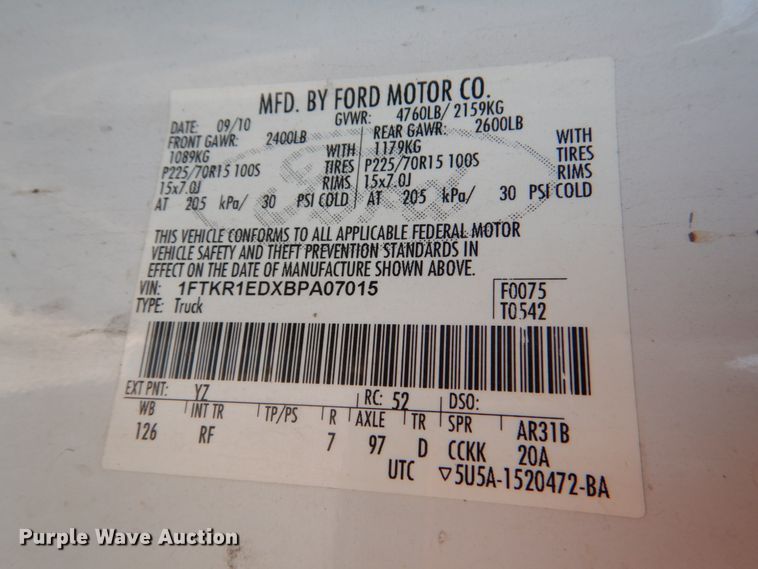 MFD. BY FORD MOTOR CO.
DATE: 09/10 GVWR: 4760LB/ 2159KG
FRONT GAWR: 2400LB REAR GAWR: 2600LB
1089KG WITH 1179KG WITH
P225/70R15 100S TIRES P225/70R15 100S TIRES
15x7.0J RIMS 15x7.0J RIMS
AT 205 kPa/ 30 PSI COLD AT 205 kPa/ 30 PSI COLD
THIS VEHICLE CONFORMS TO ALL APPLICABLE FEDERAL MOTOR
VEHICLE SAFETY AND THEFT PREVENTION STANDARDS IN
EFFECT ON THE DATE OF MANUFACTURE SHOWN ABOVE.
VIN: 1FTKR1EDXBPA07015 F0075
TYPE: Truck T0542
EXT PNT: YZ RC: 52 DSO:
WB INT TR TP/PS R AXLE TR SPR AR31B
126 RF 7 97 D CCKK 20A
UTC ▽5U5A-1520472-BA
Purple Wave Auction